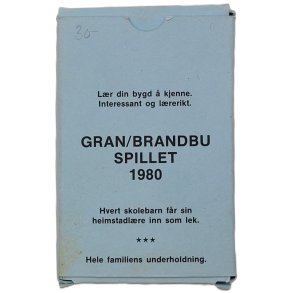 30-
Lær din bygd å kjenne.
Interessant og lærerikt.
GRAN/BRANDBU
SPILLET
1980
Hvert skolebarn får sin
heimstadlære inn som lek.
★★★
Hele familiens underholdning.